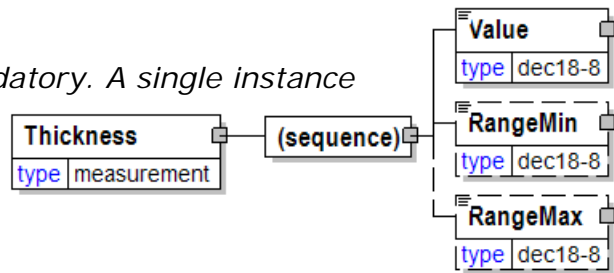 Value
type dec18-8
datory. A single instance
RangeMin
Thickness
(sequence)
type measurement
type dec18-8
RangeMax
type dec18-8